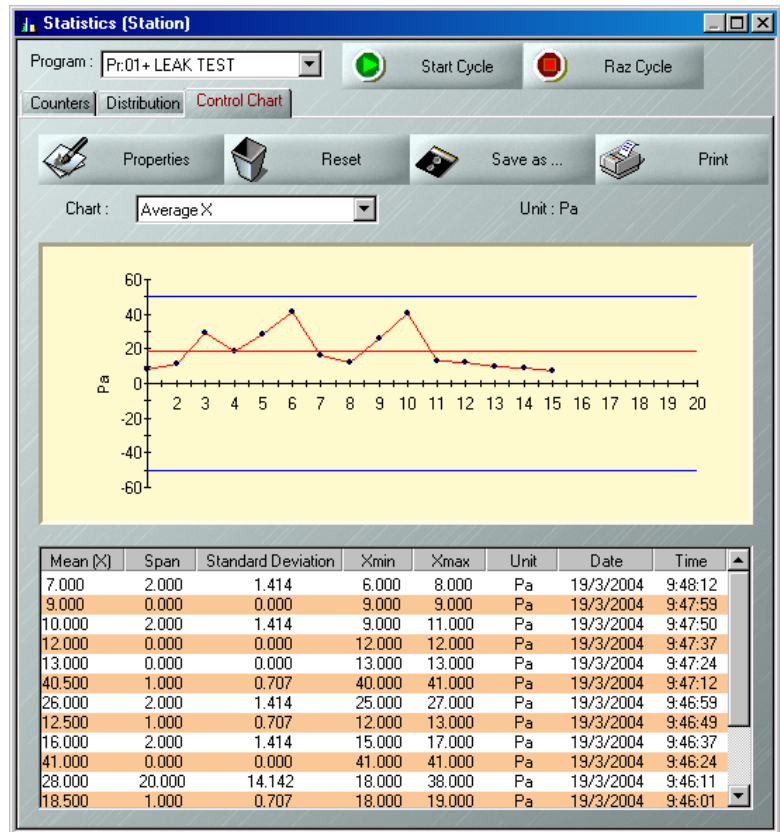 Statistics (Station)
Program : Pr:01+ LEAK TEST Start Cycle Raz Cycle
Counters Distribution Control Chart
Properties Reset Save as ... Print
Chart : Average X Unit : Pa
60
40
20
0
-20
-40
-60
Pa
2 3 4 5 6 7 8 9 10 11 12 13 14 15 16 17 18 19 20
Mean (X) Span Standard Deviation Xmin Xmax Unit Date Time
7.000 2.000 1.414 6.000 8.000 Pa 19/3/2004 9:48:12
9.000 0.000 0.000 9.000 9.000 Pa 19/3/2004 9:47:59
10.000 2.000 1.414 9.000 11.000 Pa 19/3/2004 9:47:50
12.000 0.000 0.000 12.000 12.000 Pa 19/3/2004 9:47:37
13.000 0.000 0.000 13.000 13.000 Pa 19/3/2004 9:47:24
40.500 1.000 0.707 40.000 41.000 Pa 19/3/2004 9:47:12
26.000 2.000 1.414 25.000 27.000 Pa 19/3/2004 9:46:59
12.500 1.000 0.707 12.000 13.000 Pa 19/3/2004 9:46:49
16.000 2.000 1.414 15.000 17.000 Pa 19/3/2004 9:46:37
41.000 0.000 0.000 41.000 41.000 Pa 19/3/2004 9:46:24
28.000 20.000 14.142 18.000 38.000 Pa 19/3/2004 9:46:11
18.500 1.000 0.707 18.000 19.000 Pa 19/3/2004 9:46:01